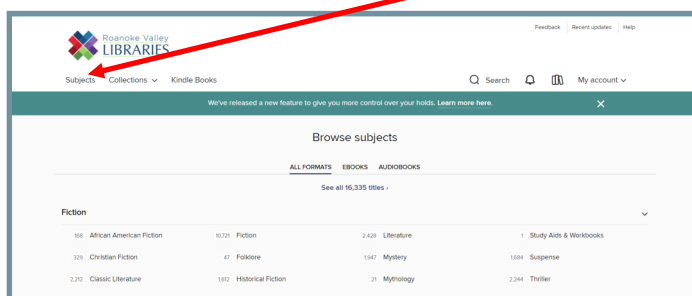 Feedback Recent updates Help
Roanoke Valley
LIBRARIES
Subjects Collections Kindle Books Search My account
We've released a new feature to give you more control over your holds. Learn more here.
Browse subjects
ALL FORMATS EBOOKS AUDIOBOOKS
See all 16,335 titles ›
Fiction
168 African American Fiction 10,721 Fiction 2,428 Literature 1 Study Aids & Workbooks
329 Christian Fiction 47 Folklore 1,947 Mystery 1,684 Suspense
2,212 Classic Literature 1,612 Historical Fiction 21 Mythology 2,244 Thriller